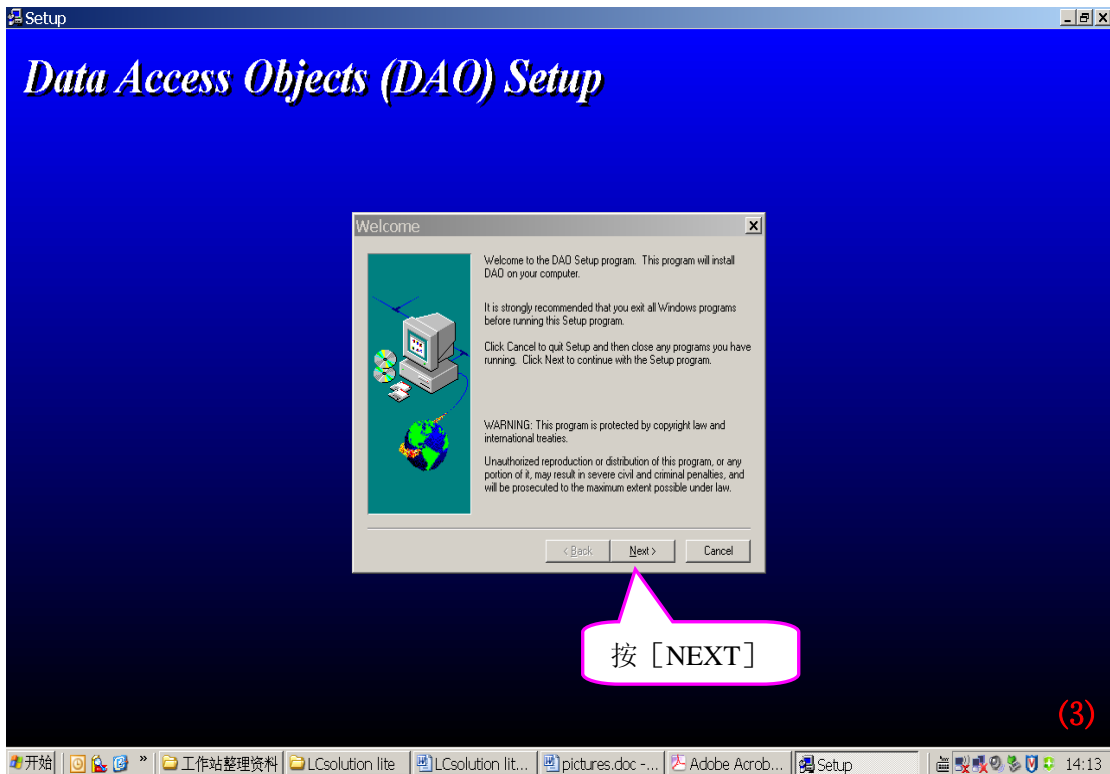 Setup
Data Access Objects (DAO) Setup
Welcome
Welcome to the DAO Setup program. This program will install
DAO on your computer.
It is strongly recommended that you exit all Windows programs
before running this Setup program.
Click Cancel to quit Setup and then close any programs you have
running. Click Next to continue with the Setup program.
WARNING: This program is protected by copyright law and
international treaties.
Unauthorized reproduction or distribution of this program, or any
portion of it, may result in severe civil and criminal penalties, and
will be prosecuted to the maximum extent possible under law.
< Back Next > Cancel
按［NEXT］
(3)
开始 » 工作站整理资料 LCsolution lite LCsolution lit... pictures.doc -... Adobe Acrob... Setup 14:13